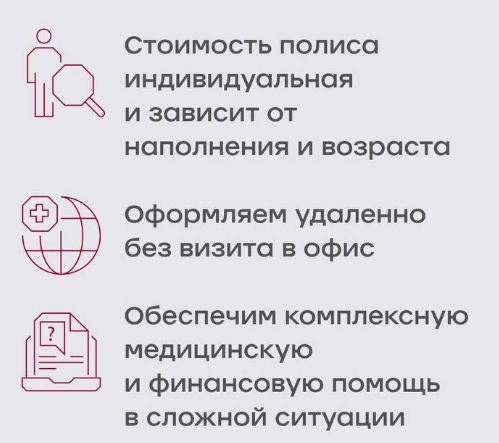 Стоимость полиса
индивидуальная
и зависит от
наполнения и возраста
Оформляем удаленно
без визита в офис
?
Обеспечим комплексную
медицинскую
и финансовую помощь
в сложной ситуации